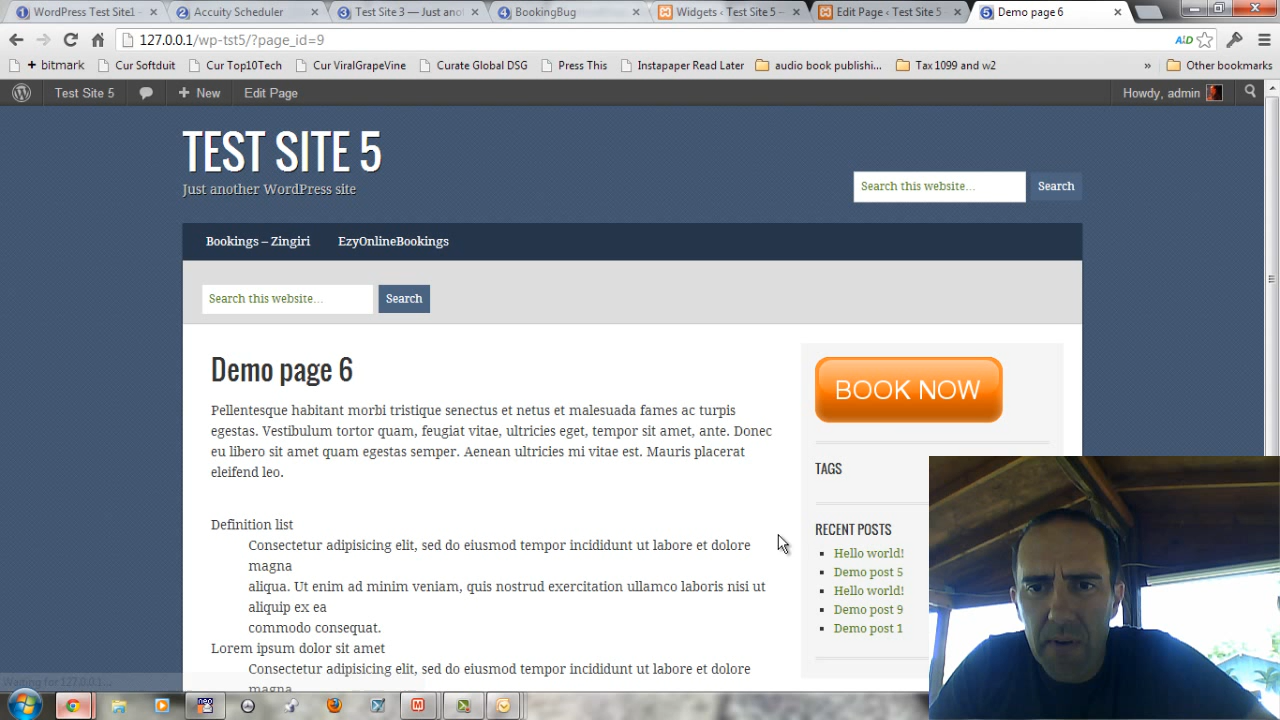 WordPress Test Site1 -
Accuity Scheduler
Test Site 3 — Just anot
BookingBug
Widgets ‹ Test Site 5 –
Edit Page ‹ Test Site 5
Demo page 6
127.0.0.1/wp-tst5/?page_id=9
+ bitmark
Cur Softduit
Cur Top10Tech
Cur ViralGrapeVine
Curate Global DSG
Press This
Instapaper Read Later
audio book publishi...
Tax 1099 and w2
»
Other bookmarks
Test Site 5
+ New
Edit Page
Howdy, admin
TEST SITE 5
Just another WordPress site
Search this website...
Search
Bookings – Zingiri
EzyOnlineBookings
Search this website...
Search
Demo page 6
Pellentesque habitant morbi tristique senectus et netus et malesuada fames ac turpis
egestas. Vestibulum tortor quam, feugiat vitae, ultricies eget, tempor sit amet, ante. Donec
eu libero sit amet quam egestas semper. Aenean ultricies mi vitae est. Mauris placerat
eleifend leo.
Definition list
Consectetur adipisicing elit, sed do eiusmod tempor incididunt ut labore et dolore
magna
aliqua. Ut enim ad minim veniam, quis nostrud exercitation ullamco laboris nisi ut
aliquip ex ea
commodo consequat.
Lorem ipsum dolor sit amet
Consectetur adipisicing elit, sed do eiusmod tempor incididunt ut labore et dolore
magna
BOOK NOW
TAGS
RECENT POSTS
Hello world!
Demo post 5
Hello world!
Demo post 9
Demo post 1
Waiting for 127.0.0.1...